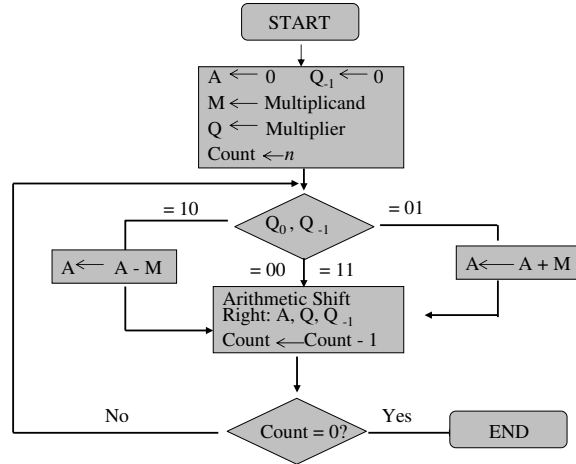 START
A ← 0 Q-1 ← 0
M ← Multiplicand
Q ← Multiplier
Count ← n
= 10
= 01
Q0 , Q -1
A ← A - M
= 00 = 11
A ← A + M
Arithmetic Shift
Right: A, Q, Q -1
Count ← Count - 1
No
Count = 0?
Yes
END